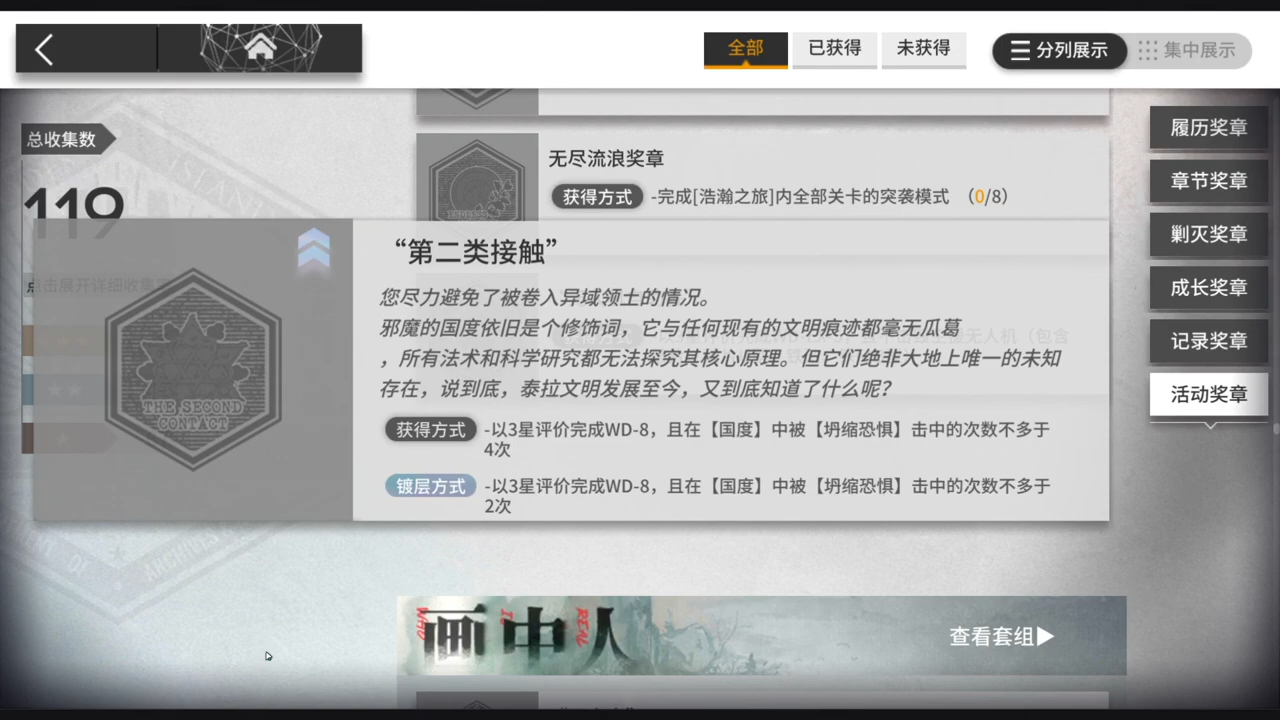 全部
已获得
未获得
分列展示
集中展示
总收集数
119
点击展开详细收集
无尽流浪奖章
获得方式
-完成[浩瀚之旅]内全部关卡的突袭模式 （0/8）
“第二类接触”
您尽力避免了被卷入异域领土的情况。
邪魔的国度依旧是个修饰词，它与任何现有的文明痕迹都毫无瓜葛
，所有法术和科学研究都无法探究其核心原理。但它们绝非大地上唯一的未知
存在，说到底，泰拉文明发展至今，又到底知道了什么呢？
THE SECOND
CONTACT
获得方式
-以3星评价完成WD-8，且在【国度】中被【坍缩恐惧】击中的次数不多于
4次
镀层方式
-以3星评价完成WD-8，且在【国度】中被【坍缩恐惧】击中的次数不多于
2次
画中人
WHO
IS
REAL
查看套组
履历奖章
章节奖章
剿灭奖章
成长奖章
记录奖章
活动奖章